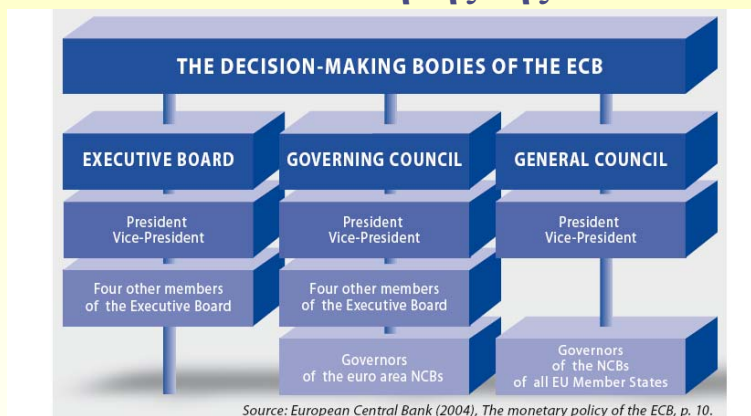 THE DECISION-MAKING BODIES OF THE ECB
EXECUTIVE BOARD
President
Vice-President
Four other members
of the Executive Board
GOVERNING COUNCIL
President
Vice-President
Four other members
of the Executive Board
Governors
of the euro area NCBs
GENERAL COUNCIL
President
Vice-President
Governors
of the NCBs
of all EU Member States
Source: European Central Bank (2004), The monetary policy of the ECB, p. 10.